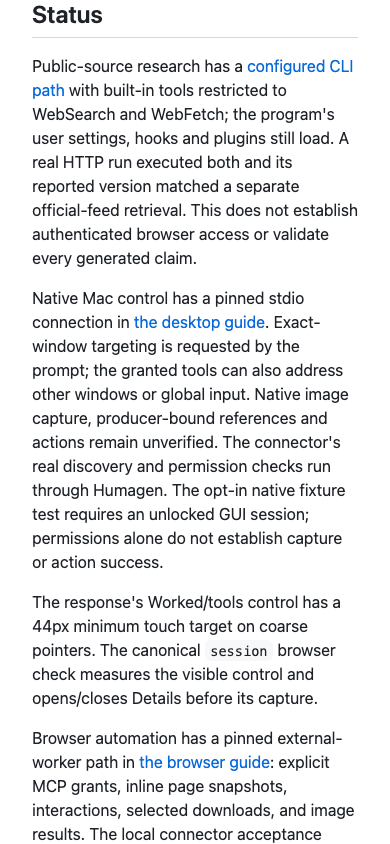 Status
Public-source research has a configured CLI
path with built-in tools restricted to
WebSearch and WebFetch; the program's
user settings, hooks and plugins still load. A
real HTTP run executed both and its
reported version matched a separate
official-feed retrieval. This does not establish
authenticated browser access or validate
every generated claim.
Native Mac control has a pinned stdio
connection in the desktop guide. Exact-
window targeting is requested by the
prompt; the granted tools can also address
other windows or global input. Native image
capture, producer-bound references and
actions remain unverified. The connector's
real discovery and permission checks run
through Humagen. The opt-in native fixture
test requires an unlocked GUI session;
permissions alone do not establish capture
or action success.
The response's Worked/tools control has a
44px minimum touch target on coarse
pointers. The canonical session browser
check measures the visible control and
opens/closes Details before its capture.
Browser automation has a pinned external-
worker path in the browser guide: explicit
MCP grants, inline page snapshots,
interactions, selected downloads, and image
results. The local connector acceptance